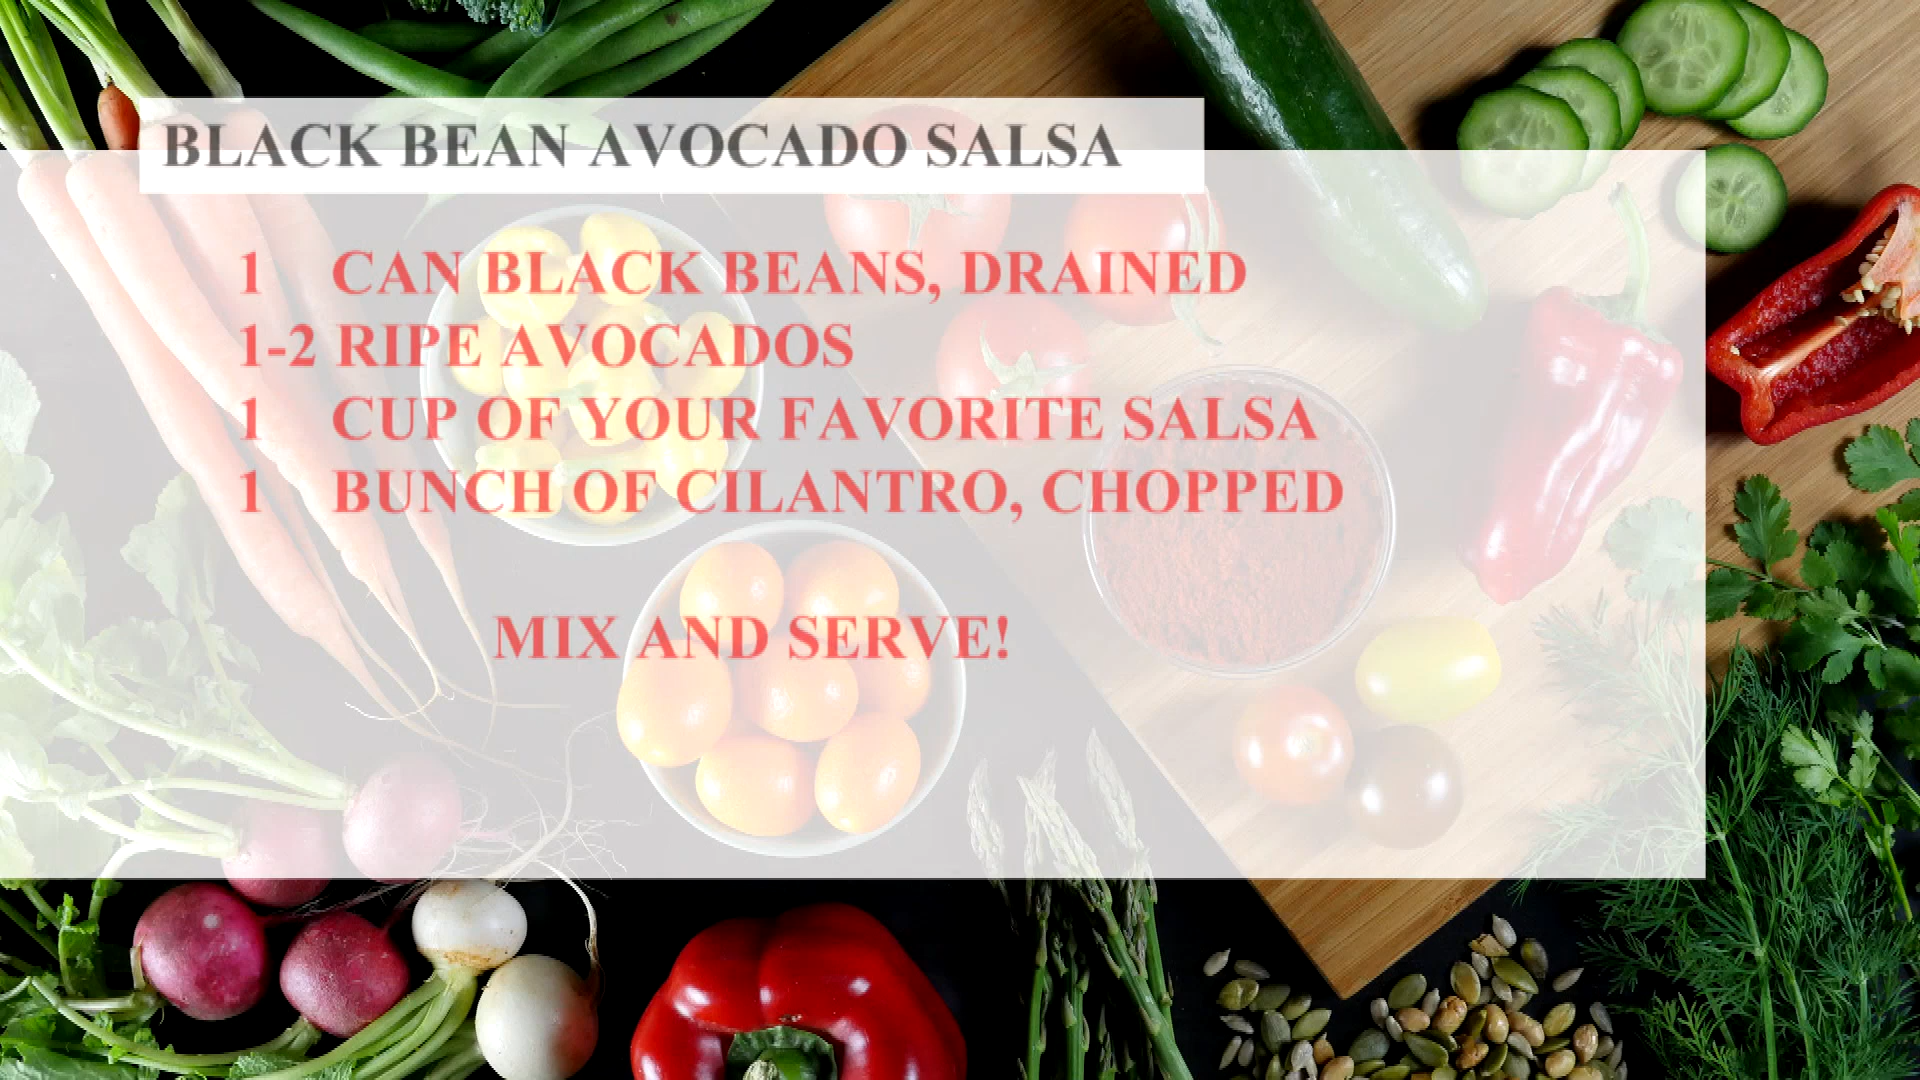 BLACK BEAN AVOCADO SALSA
1 CAN BLACK BEANS, DRAINED
1-2 RIPE AVOCADOS
1 CUP OF YOUR FAVORITE SALSA
1 BUNCH OF CILANTRO, CHOPPED
MIX AND SERVE!